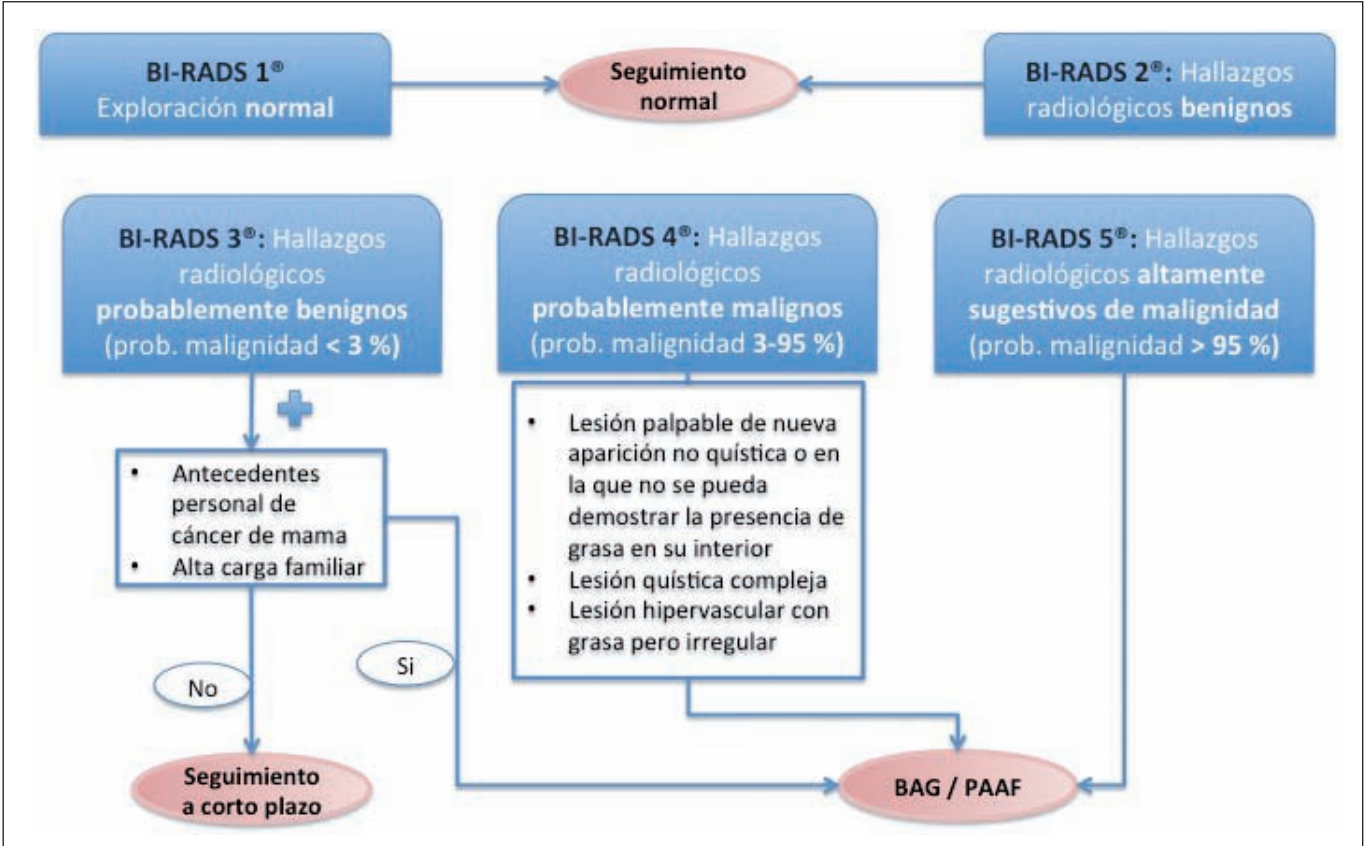 BI-RADS 1®
Exploración normal
Seguimiento
normal
BI-RADS 2®: Hallazgos
radiológicos benignos
BI-RADS 3®: Hallazgos
radiológicos
probablemente benignos
(prob. malignidad < 3 %)
BI-RADS 4®: Hallazgos
radiológicos
probablemente malignos
(prob. malignidad 3-95 %)
BI-RADS 5®: Hallazgos
radiológicos altamente
sugestivos de malignidad
(prob. malignidad > 95 %)
• Antecedentes
personal de
cáncer de mama
• Alta carga familiar
• Lesión palpable de nueva
aparición no quística o en
la que no se pueda
demostrar la presencia de
grasa en su interior
• Lesión quística compleja
• Lesión hipervascular con
grasa pero irregular
No
Si
Seguimiento
a corto plazo
BAG / PAAF